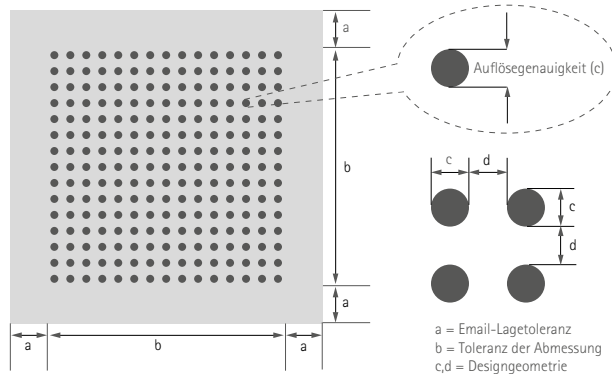 a
Auflösegenauigkeit (c)
b
c
d
c
d
a
a
b
a
a = Email-Lagetoleranz
b = Toleranz der Abmessung
c,d = Designgeometrie